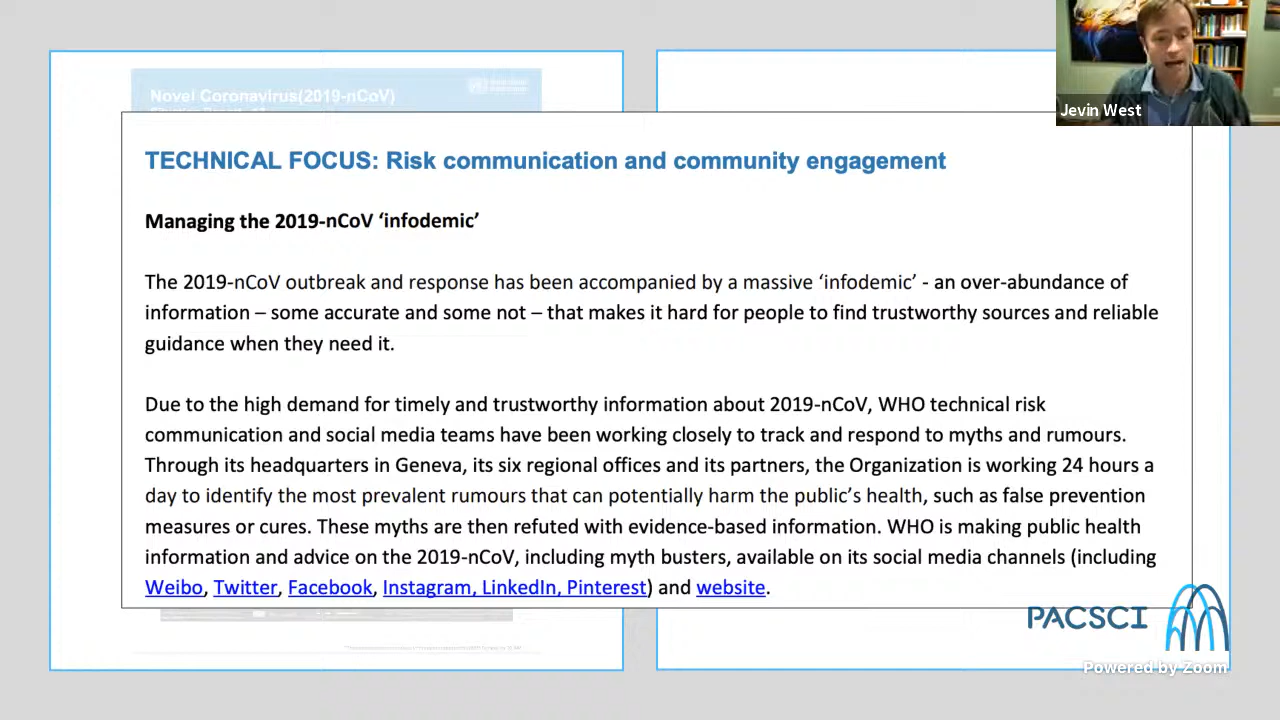 Novel Coronavirus(2019-nCoV)
Jevin West
TECHNICAL FOCUS: Risk communication and community engagement
Managing the 2019-nCoV ‘infodemic’
The 2019-nCoV outbreak and response has been accompanied by a massive ‘infodemic’ - an over-abundance of
information – some accurate and some not – that makes it hard for people to find trustworthy sources and reliable
guidance when they need it.
Due to the high demand for timely and trustworthy information about 2019-nCoV, WHO technical risk
communication and social media teams have been working closely to track and respond to myths and rumours.
Through its headquarters in Geneva, its six regional offices and its partners, the Organization is working 24 hours a
day to identify the most prevalent rumours that can potentially harm the public’s health, such as false prevention
measures or cures. These myths are then refuted with evidence-based information. WHO is making public health
information and advice on the 2019-nCoV, including myth busters, available on its social media channels (including
Weibo, Twitter, Facebook, Instagram, LinkedIn, Pinterest) and website.
PACSCI
Powered by Zoom